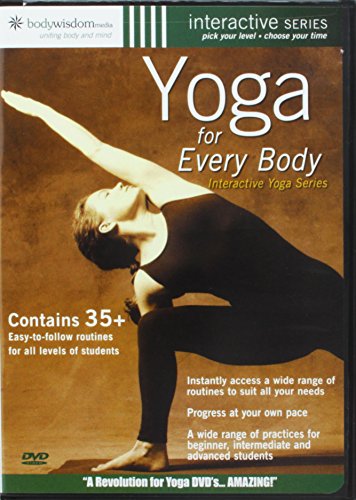 bodywisdommedia
uniting body and mind
interactive SERIES
pick your level • choose your time
Yoga
for
Every Body
Interactive Yoga Series
Contains 35+
Easy-to-follow routines
for all levels of students
Instantly access a wide range of
routines to suit all your needs
Progress at your own pace
A wide range of practices for
beginner, intermediate and
advanced students
DVD
VIDEO
"A Revolution for Yoga DVD's... AMAZING!"